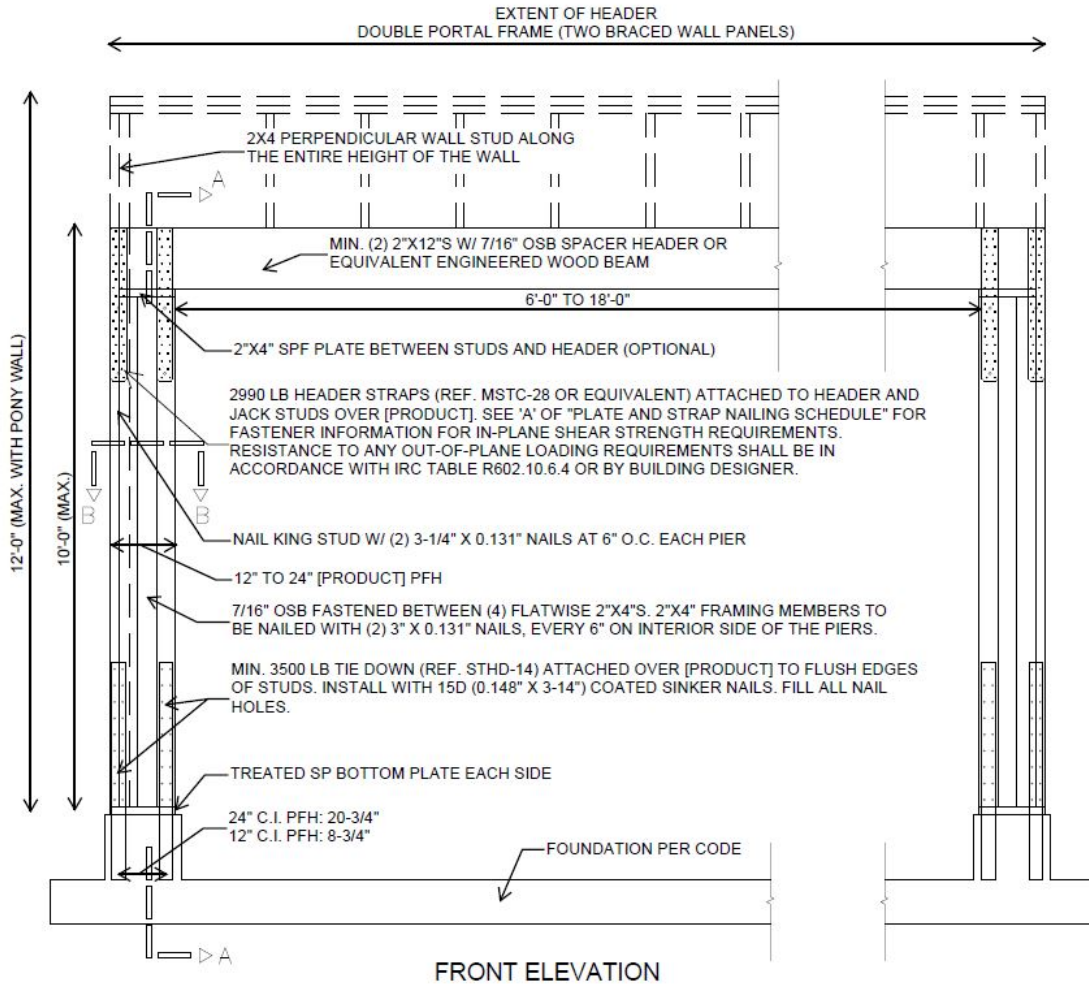 EXTENT OF HEADER
DOUBLE PORTAL FRAME (TWO BRACED WALL PANELS)
2X4 PERPENDICULAR WALL STUD ALONG
THE ENTIRE HEIGHT OF THE WALL
A
MIN. (2) 2"X12"S W/ 7/16" OSB SPACER HEADER OR
EQUIVALENT ENGINEERED WOOD BEAM
6'-0" TO 18'-0"
2"X4" SPF PLATE BETWEEN STUDS AND HEADER (OPTIONAL)
12'-0" (MAX. WITH PONY WALL)
10'-0" (MAX.)
2990 LB HEADER STRAPS (REF. MSTC-28 OR EQUIVALENT) ATTACHED TO HEADER AND
JACK STUDS OVER [PRODUCT]. SEE 'A' OF "PLATE AND STRAP NAILING SCHEDULE" FOR
FASTENER INFORMATION FOR IN-PLANE SHEAR STRENGTH REQUIREMENTS.
RESISTANCE TO ANY OUT-OF-PLANE LOADING REQUIREMENTS SHALL BE IN
ACCORDANCE WITH IRC TABLE R602.10.6.4 OR BY BUILDING DESIGNER.
B
B
NAIL KING STUD W/ (2) 3-1/4" X 0.131" NAILS AT 6" O.C. EACH PIER
12" TO 24" [PRODUCT] PFH
7/16" OSB FASTENED BETWEEN (4) FLATWISE 2"X4"S. 2"X4" FRAMING MEMBERS TO
BE NAILED WITH (2) 3" X 0.131" NAILS, EVERY 6" ON INTERIOR SIDE OF THE PIERS.
MIN. 3500 LB TIE DOWN (REF. STHD-14) ATTACHED OVER [PRODUCT] TO FLUSH EDGES
OF STUDS. INSTALL WITH 15D (0.148" X 3-14") COATED SINKER NAILS. FILL ALL NAIL
HOLES.
TREATED SP BOTTOM PLATE EACH SIDE
24" C.I. PFH: 20-3/4"
12" C.I. PFH: 8-3/4"
FOUNDATION PER CODE
A
FRONT ELEVATION